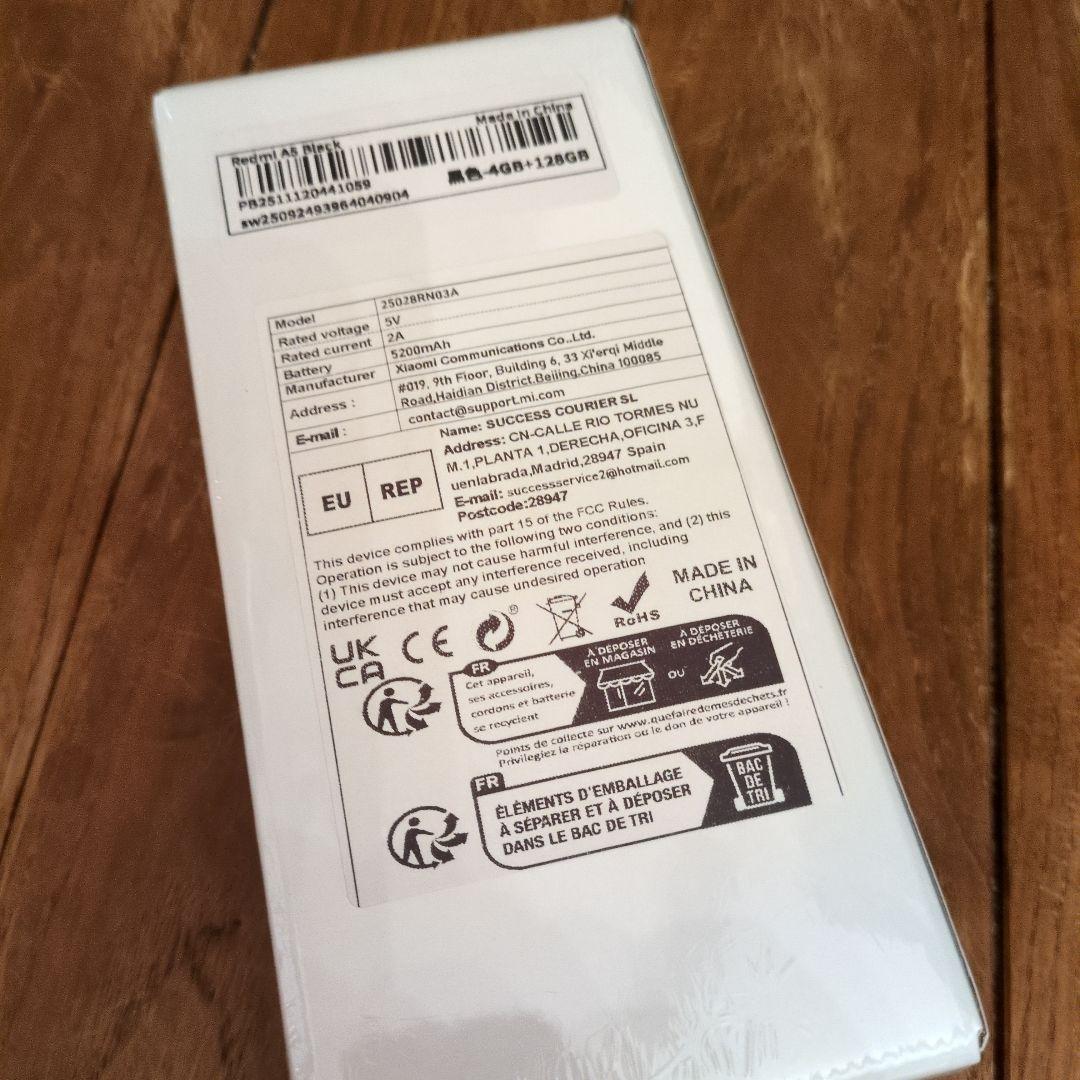 Redmi A5 Black
Made in China
PB2511120441059
黑色-4GB+128GB
sw25092493964040904
Model 25028RN03A
Rated voltage 5V
Rated current 2A
Battery 5200mAh
Manufacturer Xiaomi Communications Co.,Ltd.
Address : #019, 9th Floor, Building 6, 33 Xi'erqi Middle
Road,Haidian District,Beijing,China 100085
E-mail : contact@support.mi.com
EU REP
Name: SUCCESS COURIER SL
Address: CN-CALLE RIO TORMES NU
M.1,PLANTA 1,DERECHA,OFICINA 3,F
uenlabrada,Madrid,28947 Spain
E-mail: successservice2@hotmail.com
Postcode:28947
This device complies with part 15 of the FCC Rules.
Operation is subject to the following two conditions:
(1) This device may not cause harmful interference, and (2) this
device must accept any interference received, including
interference that may cause undesired operation
UK
CA
CE
®
RoHS
MADE IN
CHINA
FR
Cet appareil,
ses accessoires,
cordons et batterie
se recyclent
À DÉPOSER
EN MAGASIN
OU
À DÉPOSER
EN DÉCHÈTERIE
Points de collecte sur www.quefairedemesdechets.fr
Privilégiez la réparation ou le don de votre appareil !
FR
ÉLÉMENTS D'EMBALLAGE
À SÉPARER ET À DÉPOSER
DANS LE BAC DE TRI
BAC
DE
TRI